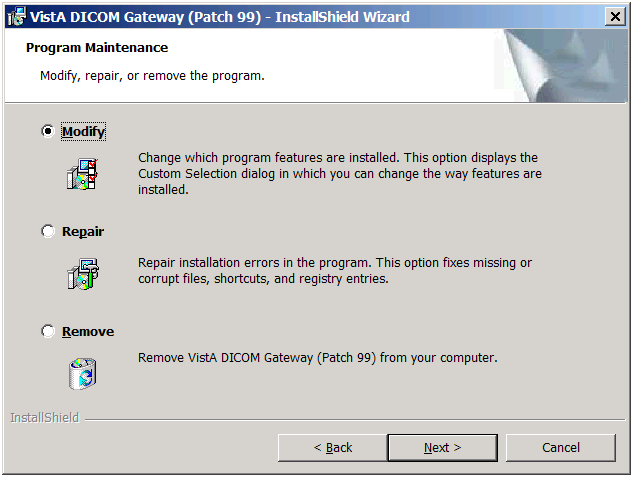 VistA DICOM Gateway (Patch 99) - InstallShield Wizard
Program Maintenance
Modify, repair, or remove the program.
Modify
Change which program features are installed. This option displays the
Custom Selection dialog in which you can change the way features are
installed.
Repair
Repair installation errors in the program. This option fixes missing or
corrupt files, shortcuts, and registry entries.
Remove
Remove VistA DICOM Gateway (Patch 99) from your computer.
InstallShield
< Back
Next >
Cancel